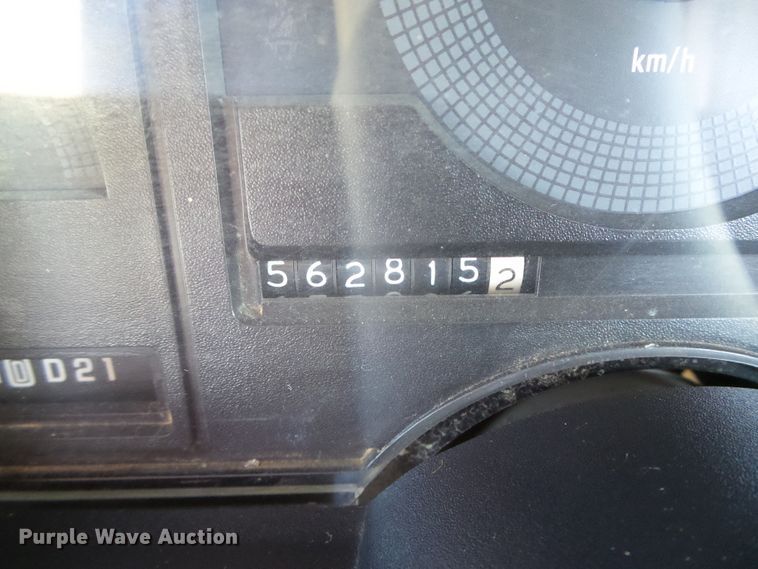 km/h
5628152
D21
Purple Wave Auction